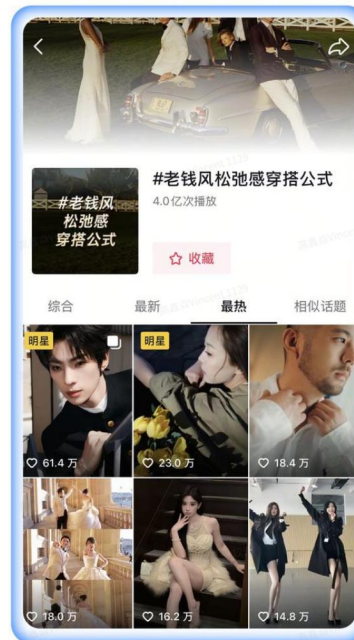 #老钱风松弛感穿搭公式
4.0亿次播放
#老钱风
松弛感
穿搭公式
收藏
综合
最新
最热
相似话题
明星
明星
61.4 万
23.0 万
18.4 万
18.0 万
16.2 万
14.8 万